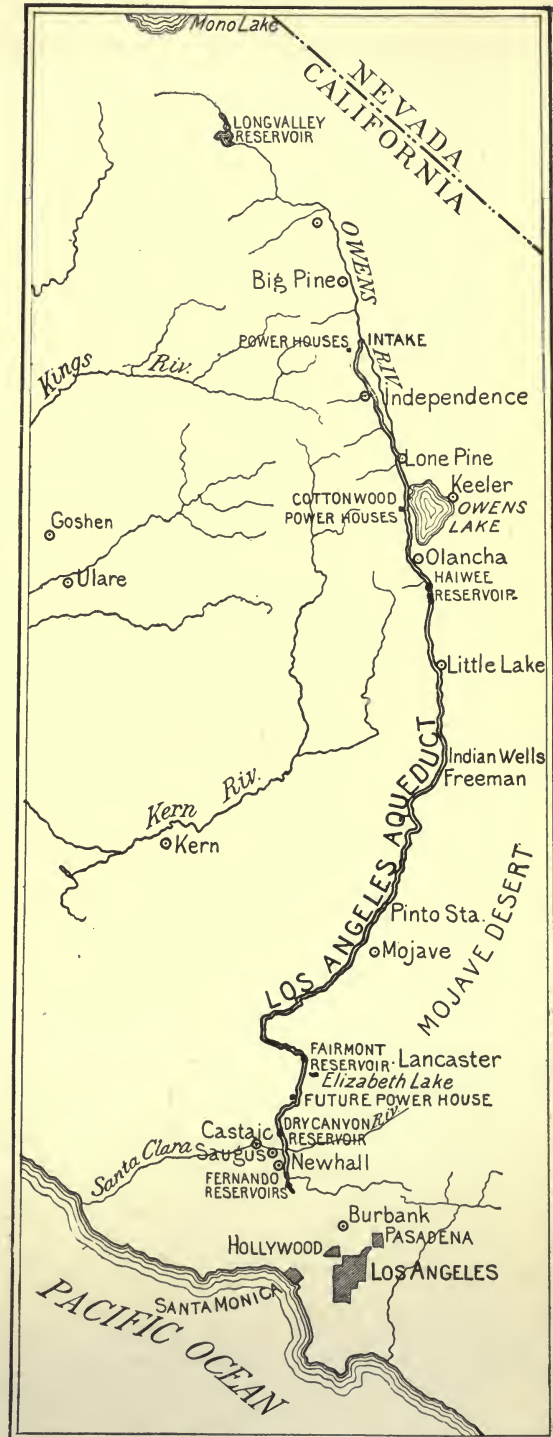 Mono Lake
NEVADA
CALIFORNIA
LONGVALLEY
RESERVOIR
OWENS
RIV.
Big Pine
POWER HOUSES
INTAKE
Kings Riv.
Independence
Lone Pine
Keeler
OWENS
LAKE
COTTONWOOD
POWER HOUSES
Goshen
Ulare
Olancha
HAIWEE
RESERVOIR
Little Lake
Indian Wells
Freeman
LOS ANGELES AQUEDUCT
Kern Riv.
Kern
Pinto Sta.
Mojave
MOJAVE DESERT
FAIRMONT
RESERVOIR
Lancaster
Elizabeth Lake
FUTURE POWER HOUSE
Castaic
DRY CANYON
RESERVOIR
Santa Clara Riv.
Saugus
Newhall
FERNANDO
RESERVOIRS
Burbank
PASADENA
HOLLYWOOD
LOS ANGELES
SANTA MONICA
PACIFIC OCEAN